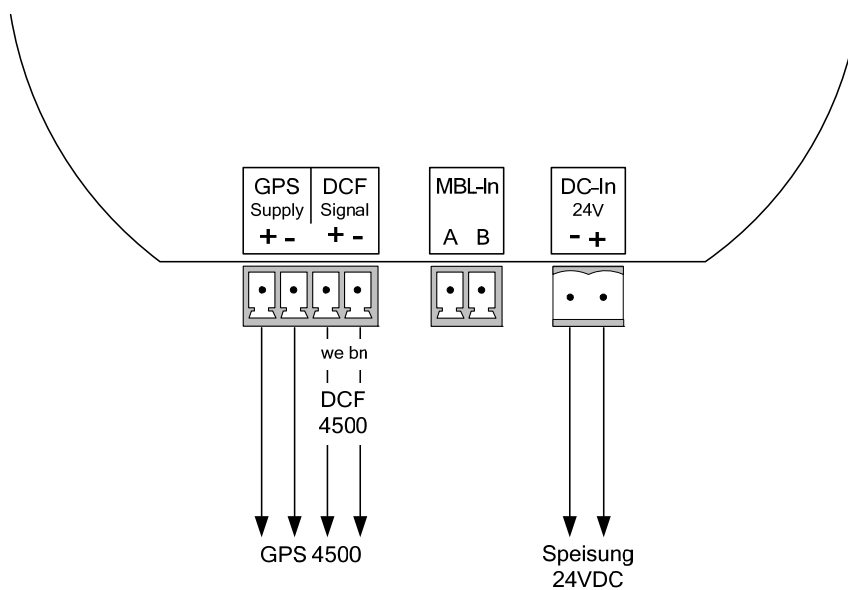 GPS DCF
Supply Signal
+ - + -
MBL-In
A B
DC-In
24V
- +
we bn
DCF
4500
GPS 4500
Speisung
24VDC